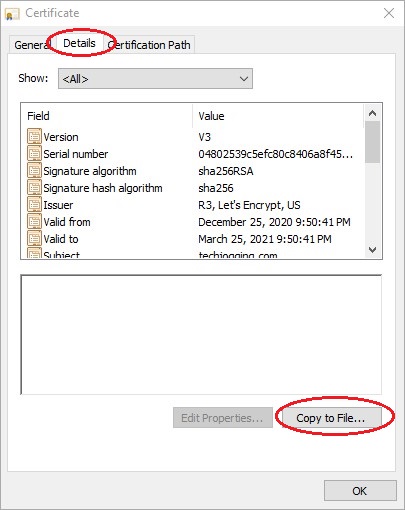 Certificate
General Details Certification Path
Show: <All>
Field Value
Version V3
Serial number 04802539c5efc80c8406a8f45...
Signature algorithm sha256RSA
Signature hash algorithm sha256
Issuer R3, Let's Encrypt, US
Valid from December 25, 2020 9:50:41 PM
Valid to March 25, 2021 9:50:41 PM
Subject techjogging.com
Edit Properties... Copy to File...
OK